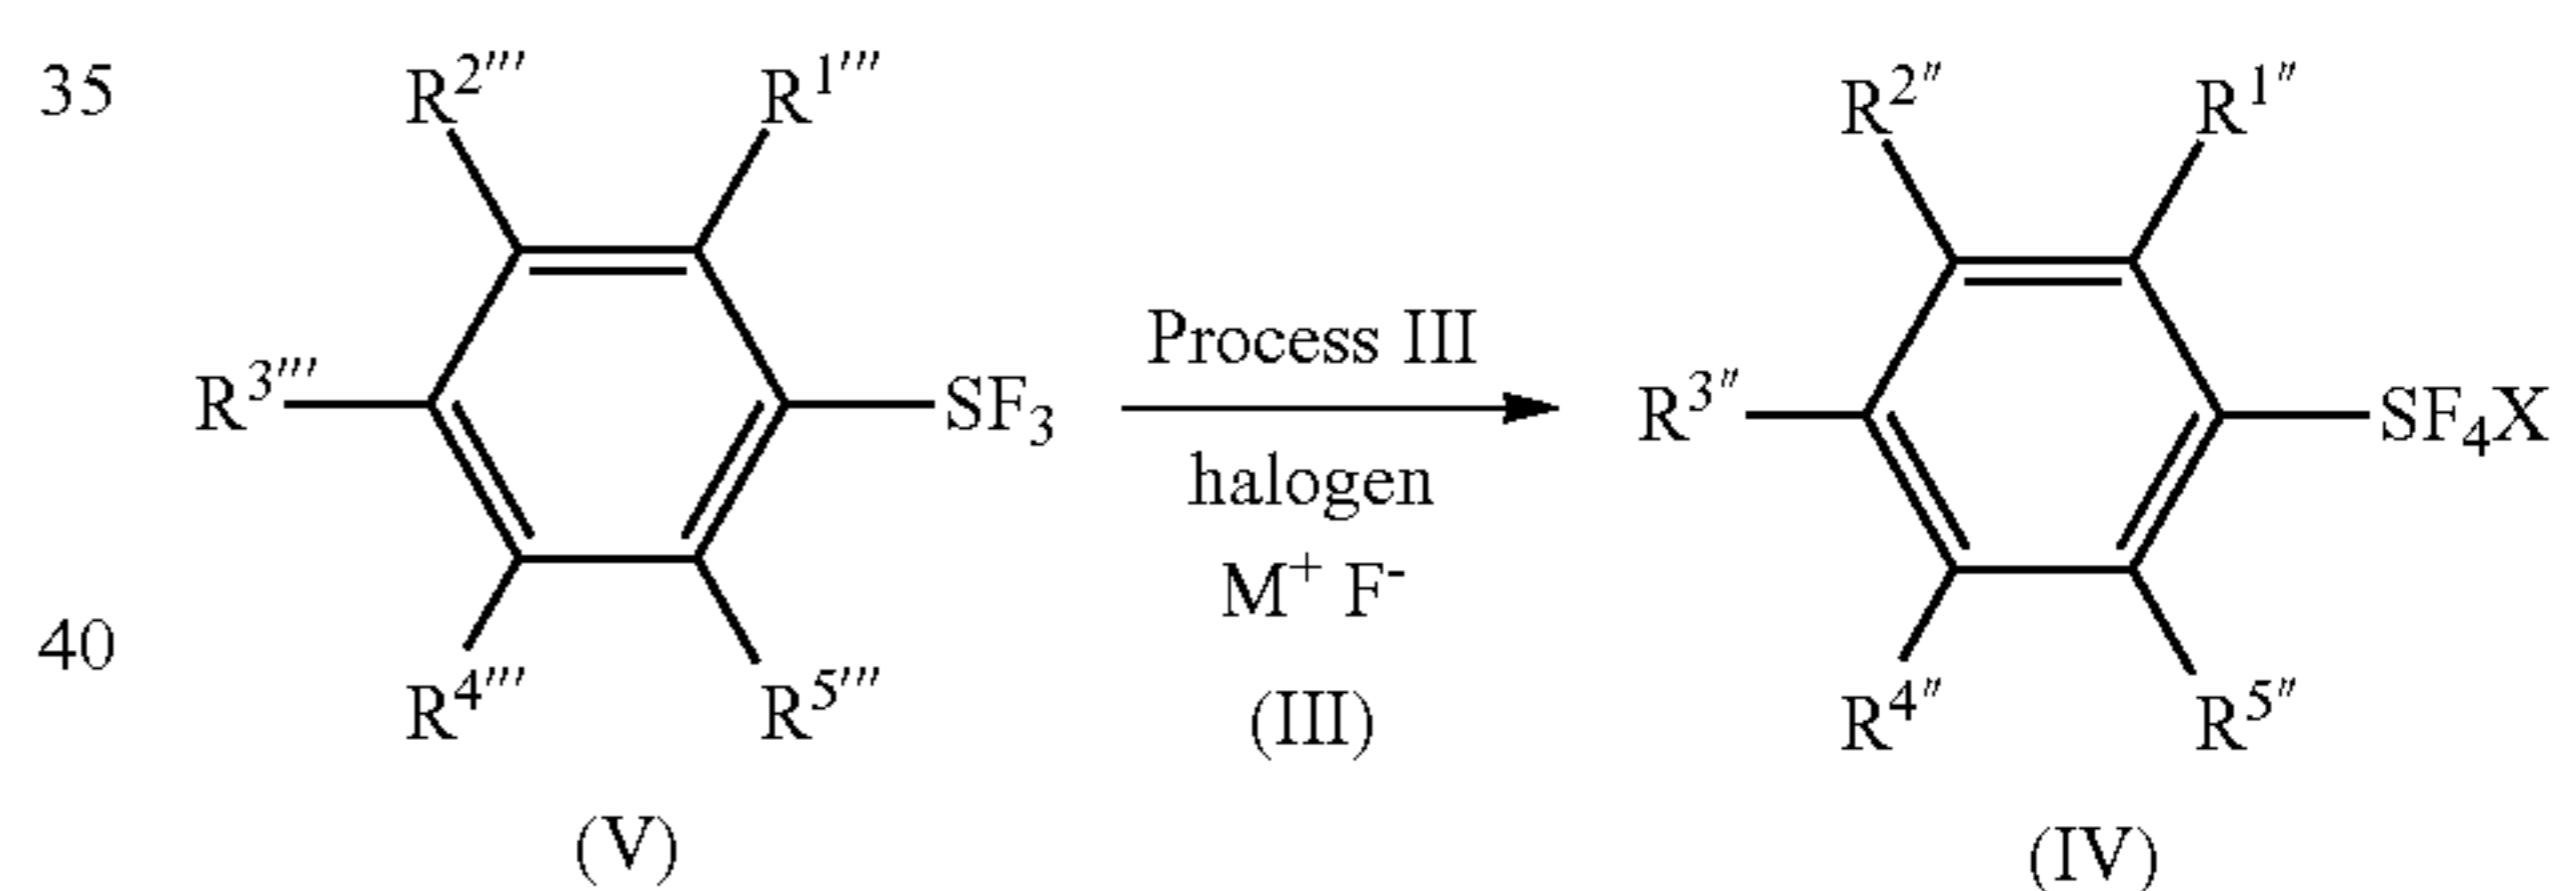 35
R2‴ R1‴ R2″ R1″
R3‴ SF3 Process III R3″ SF4X
halogen
M+ F-
40
R4‴ R5‴ (III) R4″ R5″
(V) (IV)